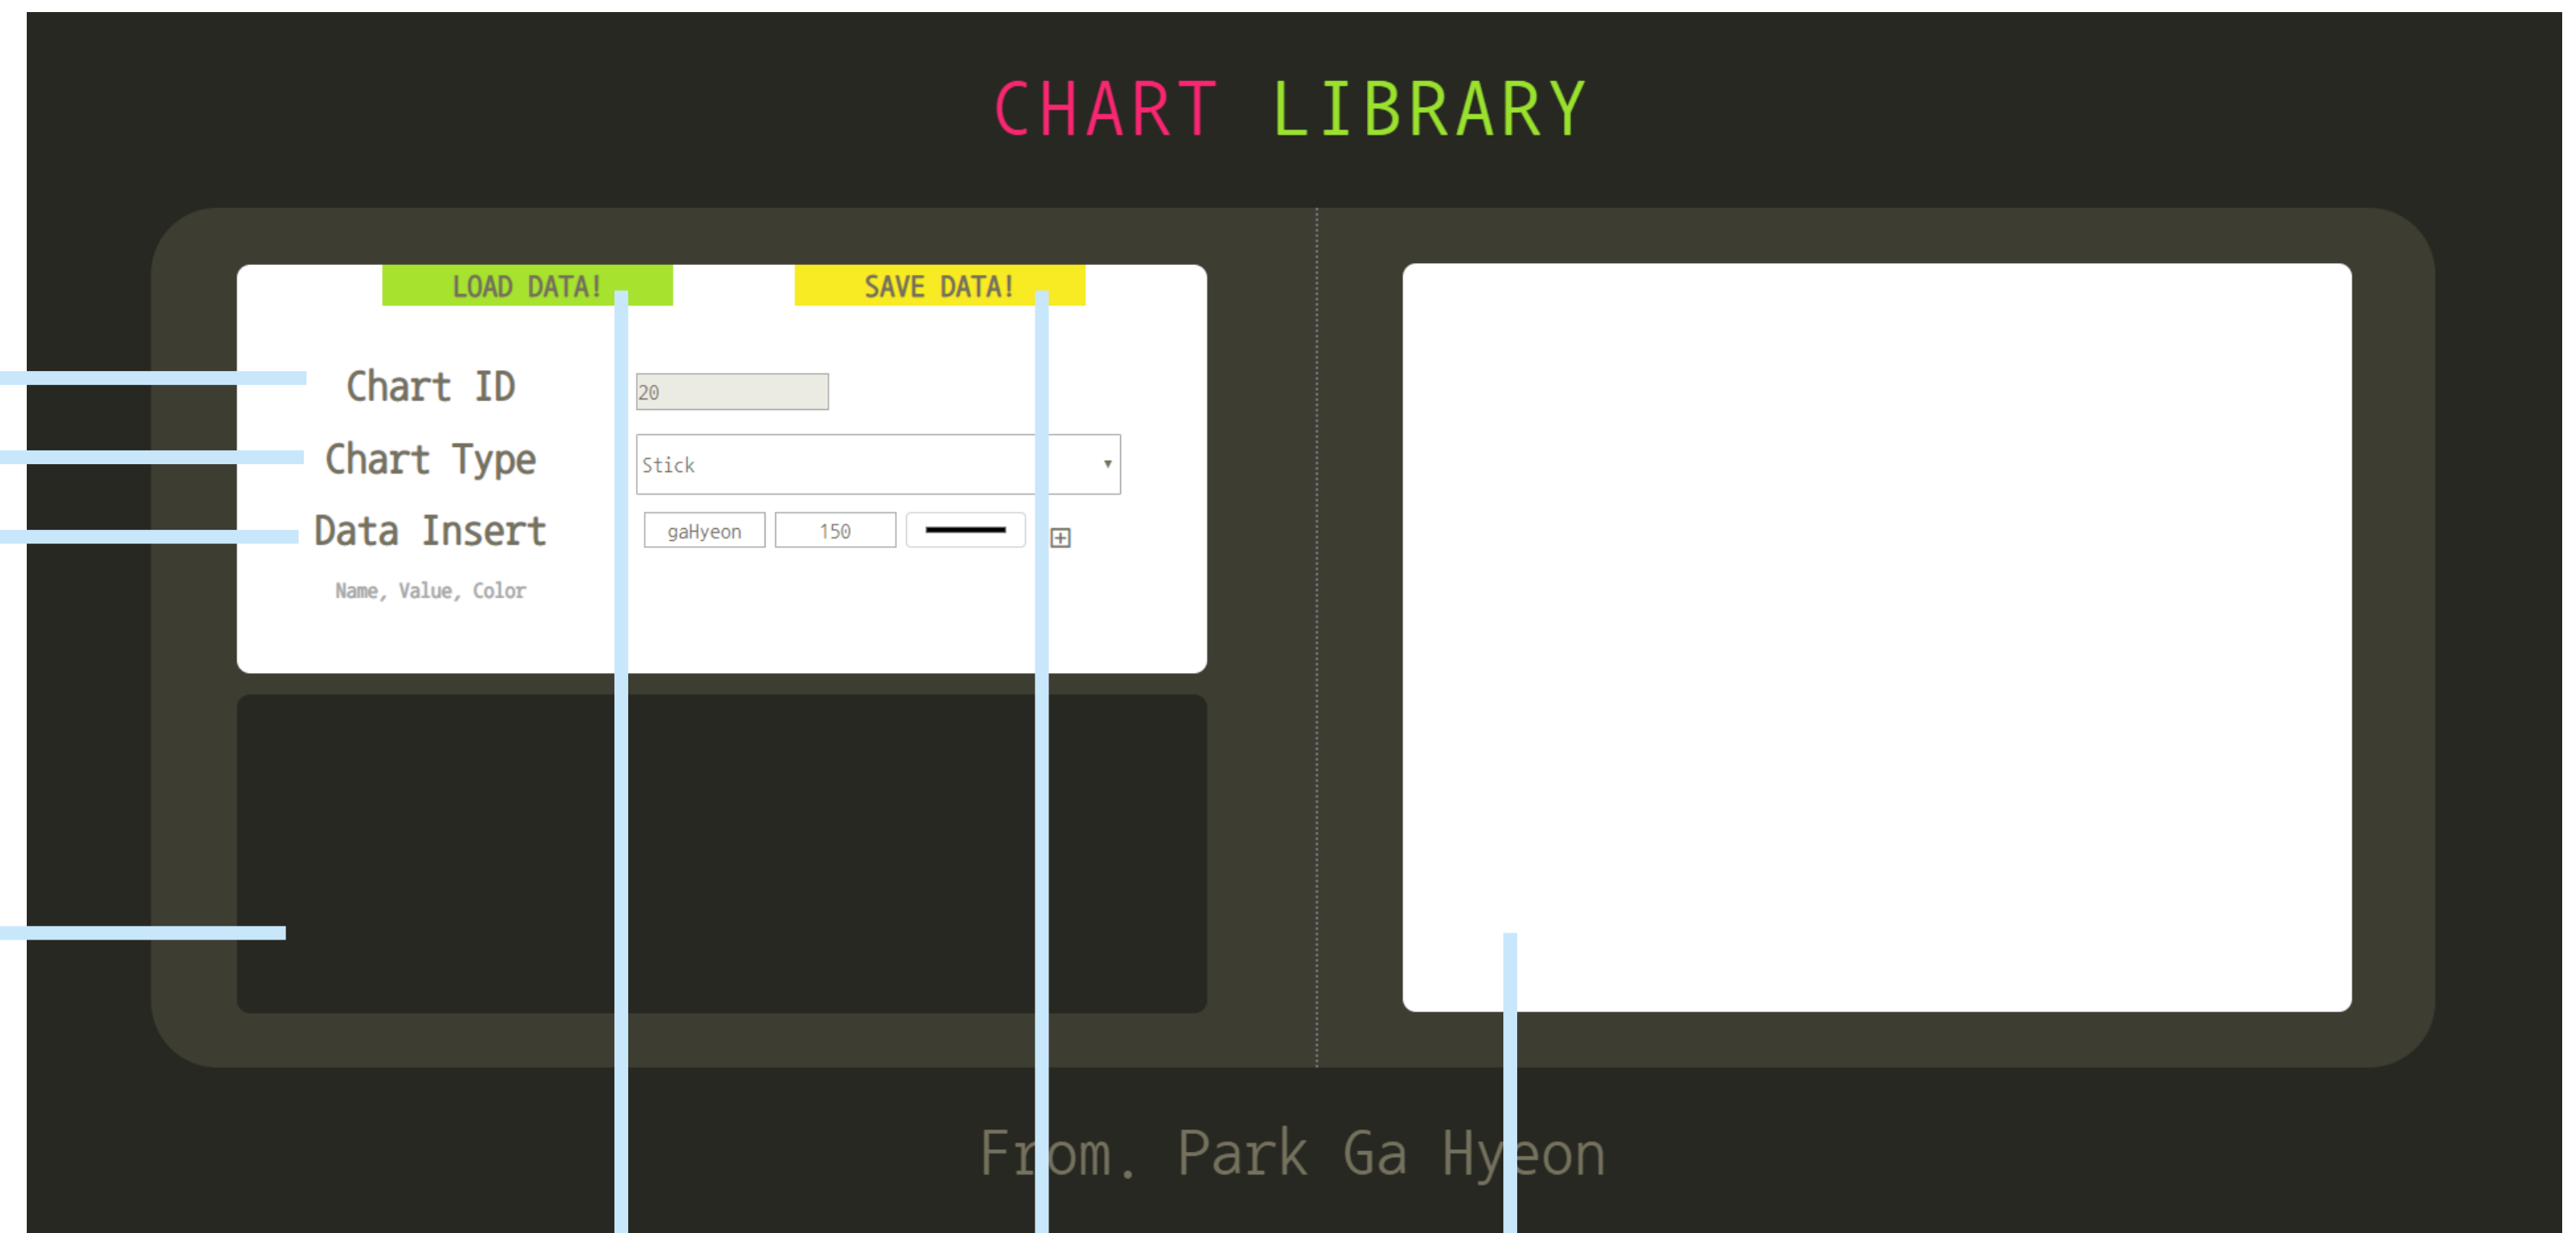 CHART LIBRARY
LOAD DATA! SAVE DATA!
Chart ID 20
Chart Type Stick
Data Insert gaHyeon 150
Name, Value, Color
From. Park Ga Hyeon